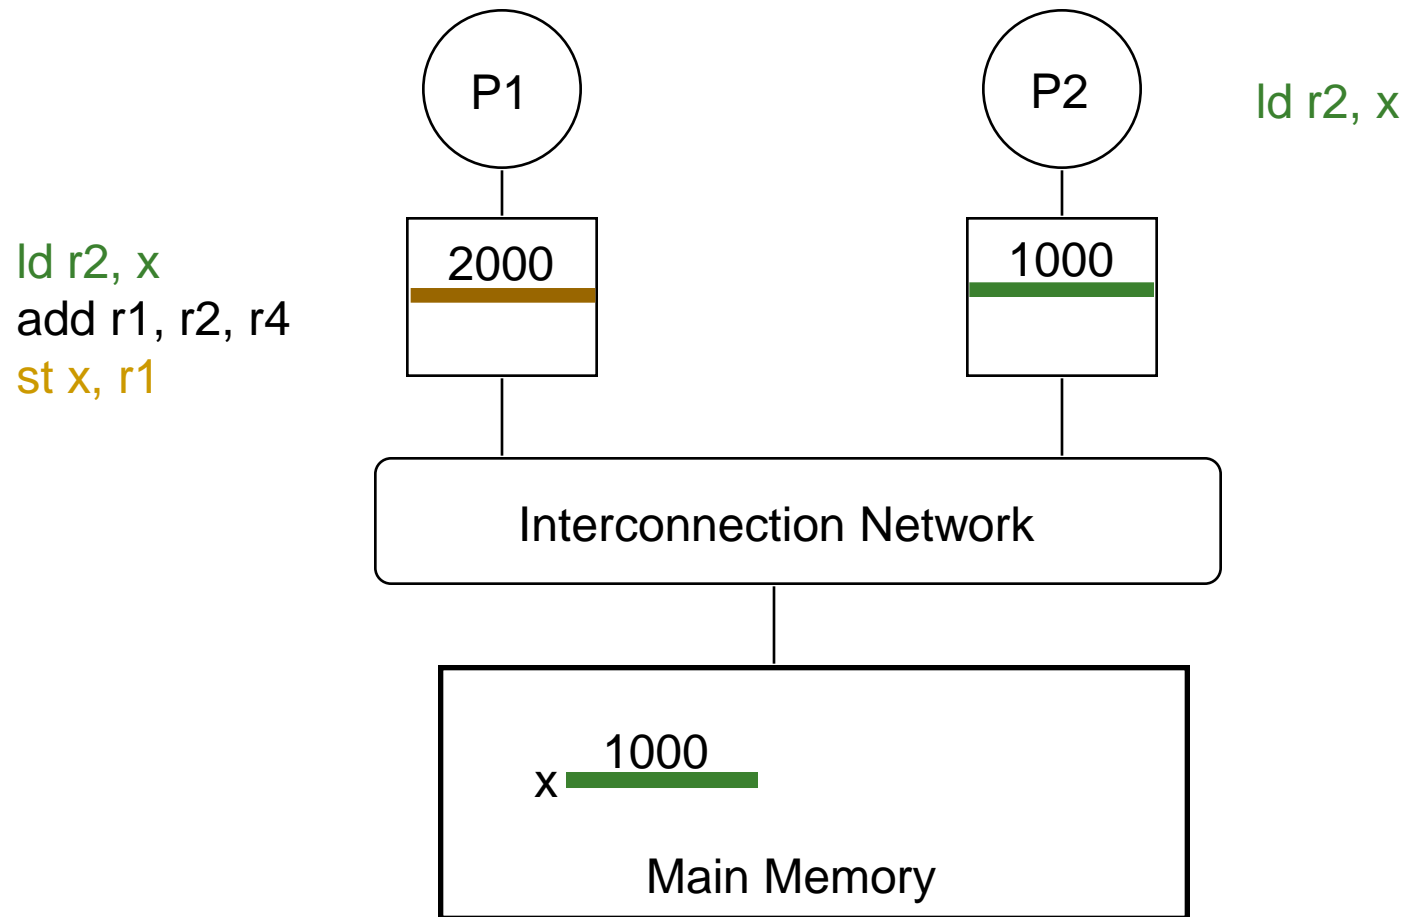 P1
P2
ld r2, x
2000
1000
ld r2, x
add r1, r2, r4
st x, r1
Interconnection Network
1000
x
Main Memory